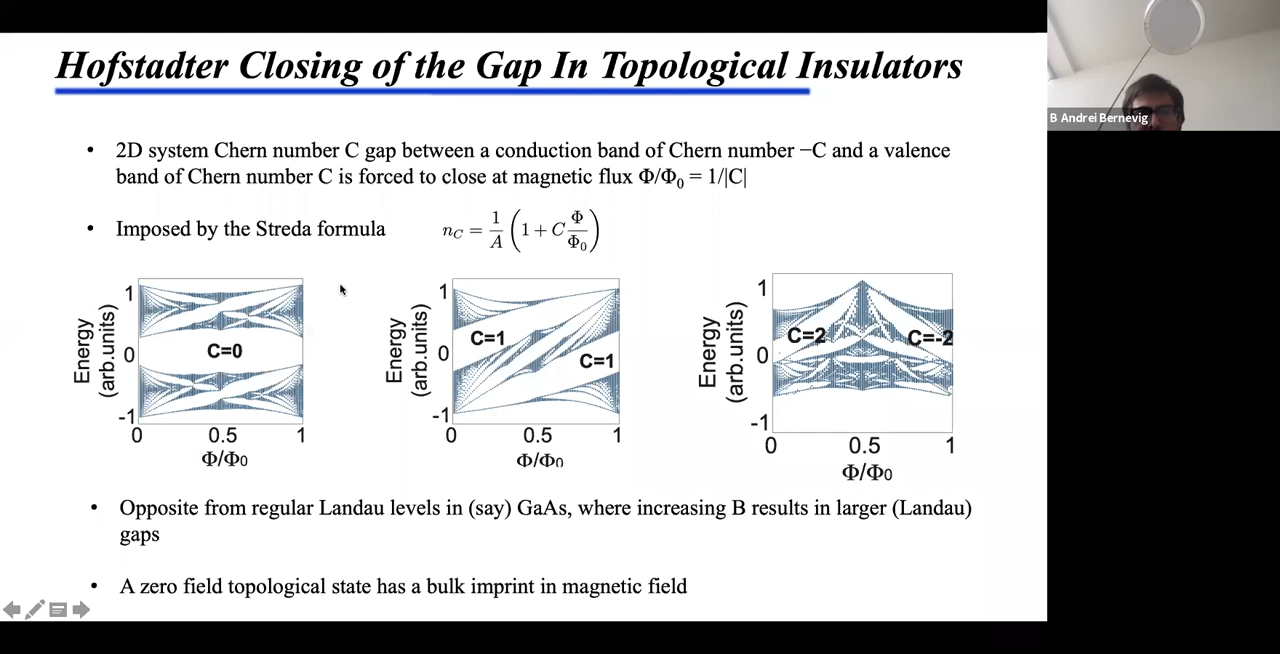 Hofstadter Closing of the Gap In Topological Insulators
B Andrei Bernevig
• 2D system Chern number C gap between a conduction band of Chern number −C and a valence
band of Chern number C is forced to close at magnetic flux Φ/Φ₀ = 1/|C|
• Imposed by the Streda formula
n_C = 1/A (1 + C Φ/Φ₀)
Energy
(arb.units)
1
0
-1
C=0
0 0.5 1
Φ/Φ0
Energy
(arb.units)
1
0
-1
C=1
C=1
0 0.5 1
Φ/Φ0
Energy
(arb.units)
1
0
-1
C=2 C=-2
0 0.5 1
Φ/Φ0
• Opposite from regular Landau levels in (say) GaAs, where increasing B results in larger (Landau)
gaps
• A zero field topological state has a bulk imprint in magnetic field